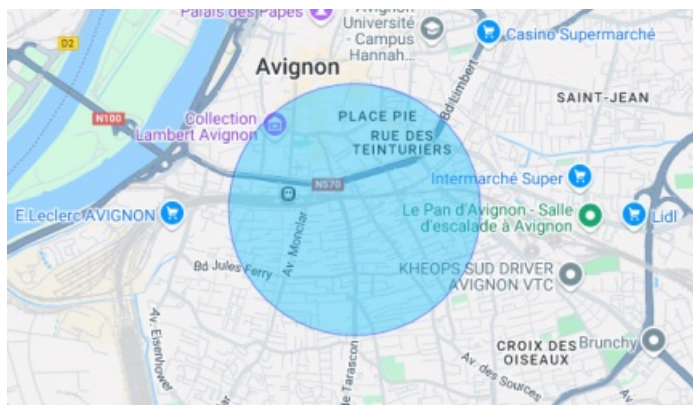 Palais des Papes
Avignon
Université
- Campus
Hannah...
Casino Supermarché
D2
Avignon
Bd Limbert
SAINT-JEAN
N100
Collection
Lambert Avignon
PLACE PIE
RUE DES
TEINTURIERS
N570
Intermarché Super
E.Leclerc AVIGNON
Le Pan d'Avignon - Salle
d'escalade à Avignon
Lidl
Av. Monclar
Bd Jules Ferry
KHEOPS SUD DRIVER
AVIGNON VTC
Av. Eisenhower
CROIX DES
OISEAUX
Brunchy
de Tarascon
Av. des Sources